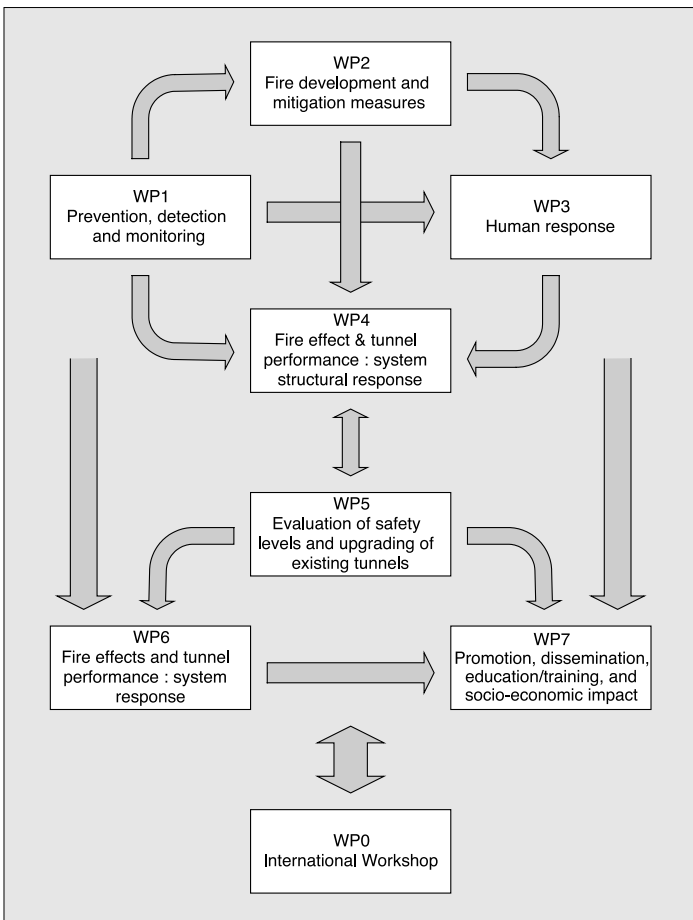 WP2
Fire development and
mitigation measures
WP1
Prevention, detection
and monitoring
WP3
Human response
WP4
Fire effect & tunnel
performance : system
structural response
WP5
Evaluation of safety
levels and upgrading of
existing tunnels
WP6
Fire effects and tunnel
performance : system
response
WP7
Promotion, dissemination,
education/training, and
socio-economic impact
WP0
International Workshop